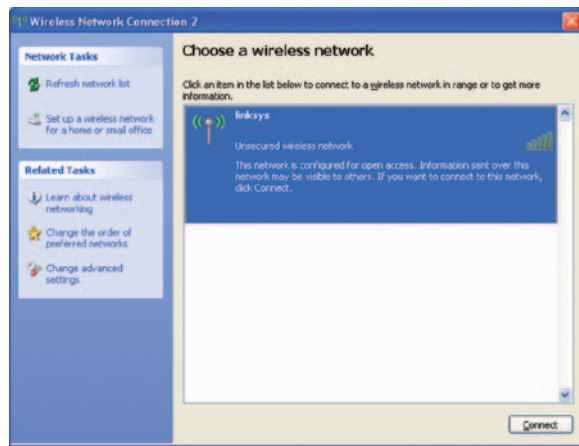 Wireless Network Connection 2
Network Tasks
Refresh network list
Set up a wireless network
for a home or small office
Related Tasks
Learn about wireless
networking
Change the order of
preferred networks
Change advanced
settings
Choose a wireless network
Click an item in the list below to connect to a wireless network in range or to get more
information.
linksys
Unsecured wireless network
This network is configured for open access. Information sent over this
network may be visible to others. If you want to connect to this network,
click Connect.
Connect